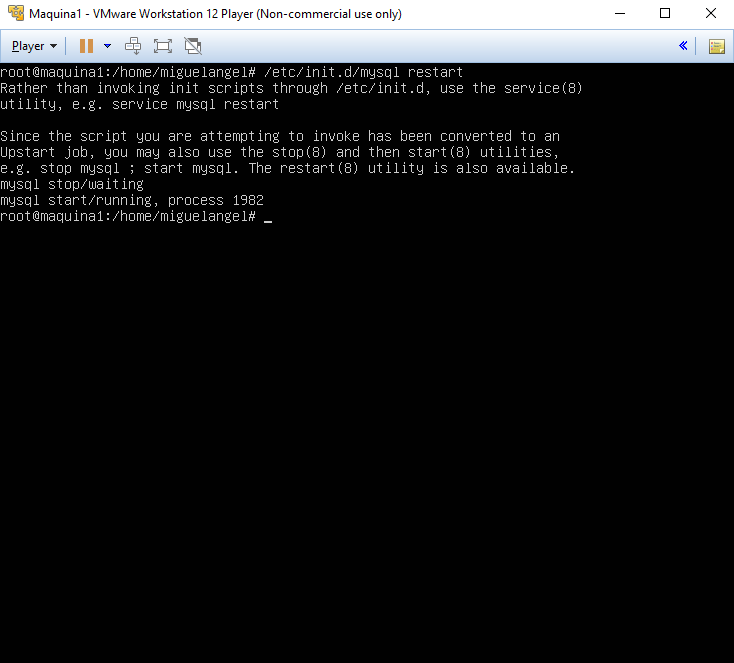 Maquina1 - VMware Workstation 12 Player (Non-commercial use only)
Player
root@maquina1:/home/miguelangel# /etc/init.d/mysql restart
Rather than invoking init scripts through /etc/init.d, use the service(8)
utility, e.g. service mysql restart

Since the script you are attempting to invoke has been converted to an
Upstart job, you may also use the stop(8) and then start(8) utilities,
e.g. stop mysql ; start mysql. The restart(8) utility is also available.
mysql stop/waiting
mysql start/running, process 1982
root@maquina1:/home/miguelangel# _